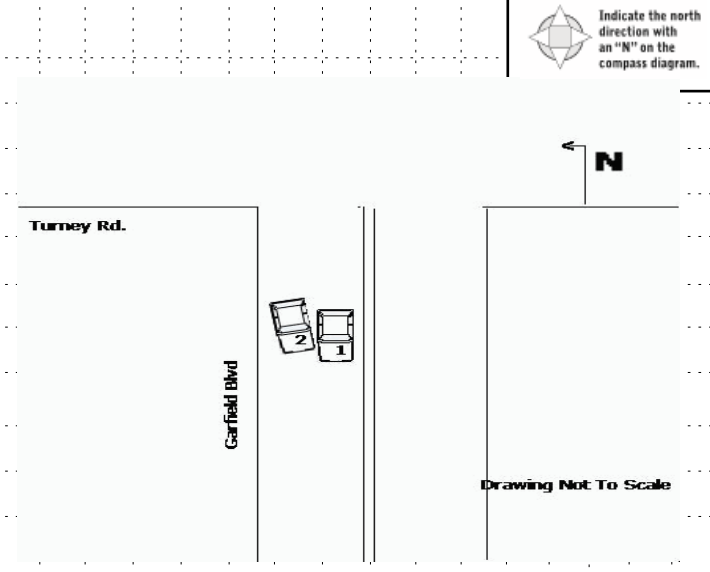 Indicate the north
direction with
an “N” on the
compass diagram.
N
Turney Rd.
2
1
Garfield Blvd
Drawing Not To Scale